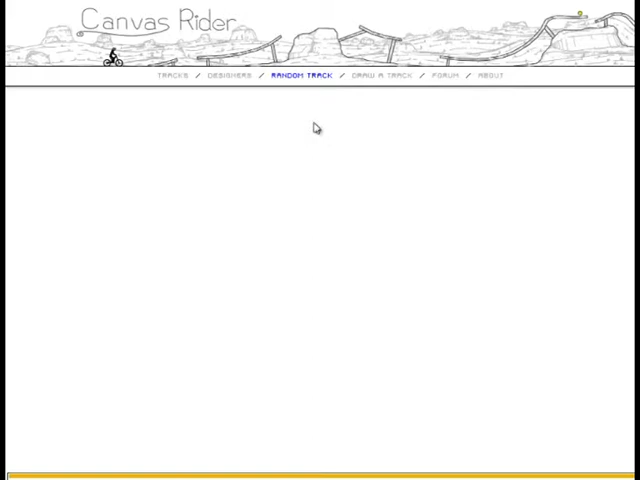 Canvas Rider
TRACKS / DESIGNERS / RANDOM TRACK / DRAW A TRACK / FORUM / ABOUT